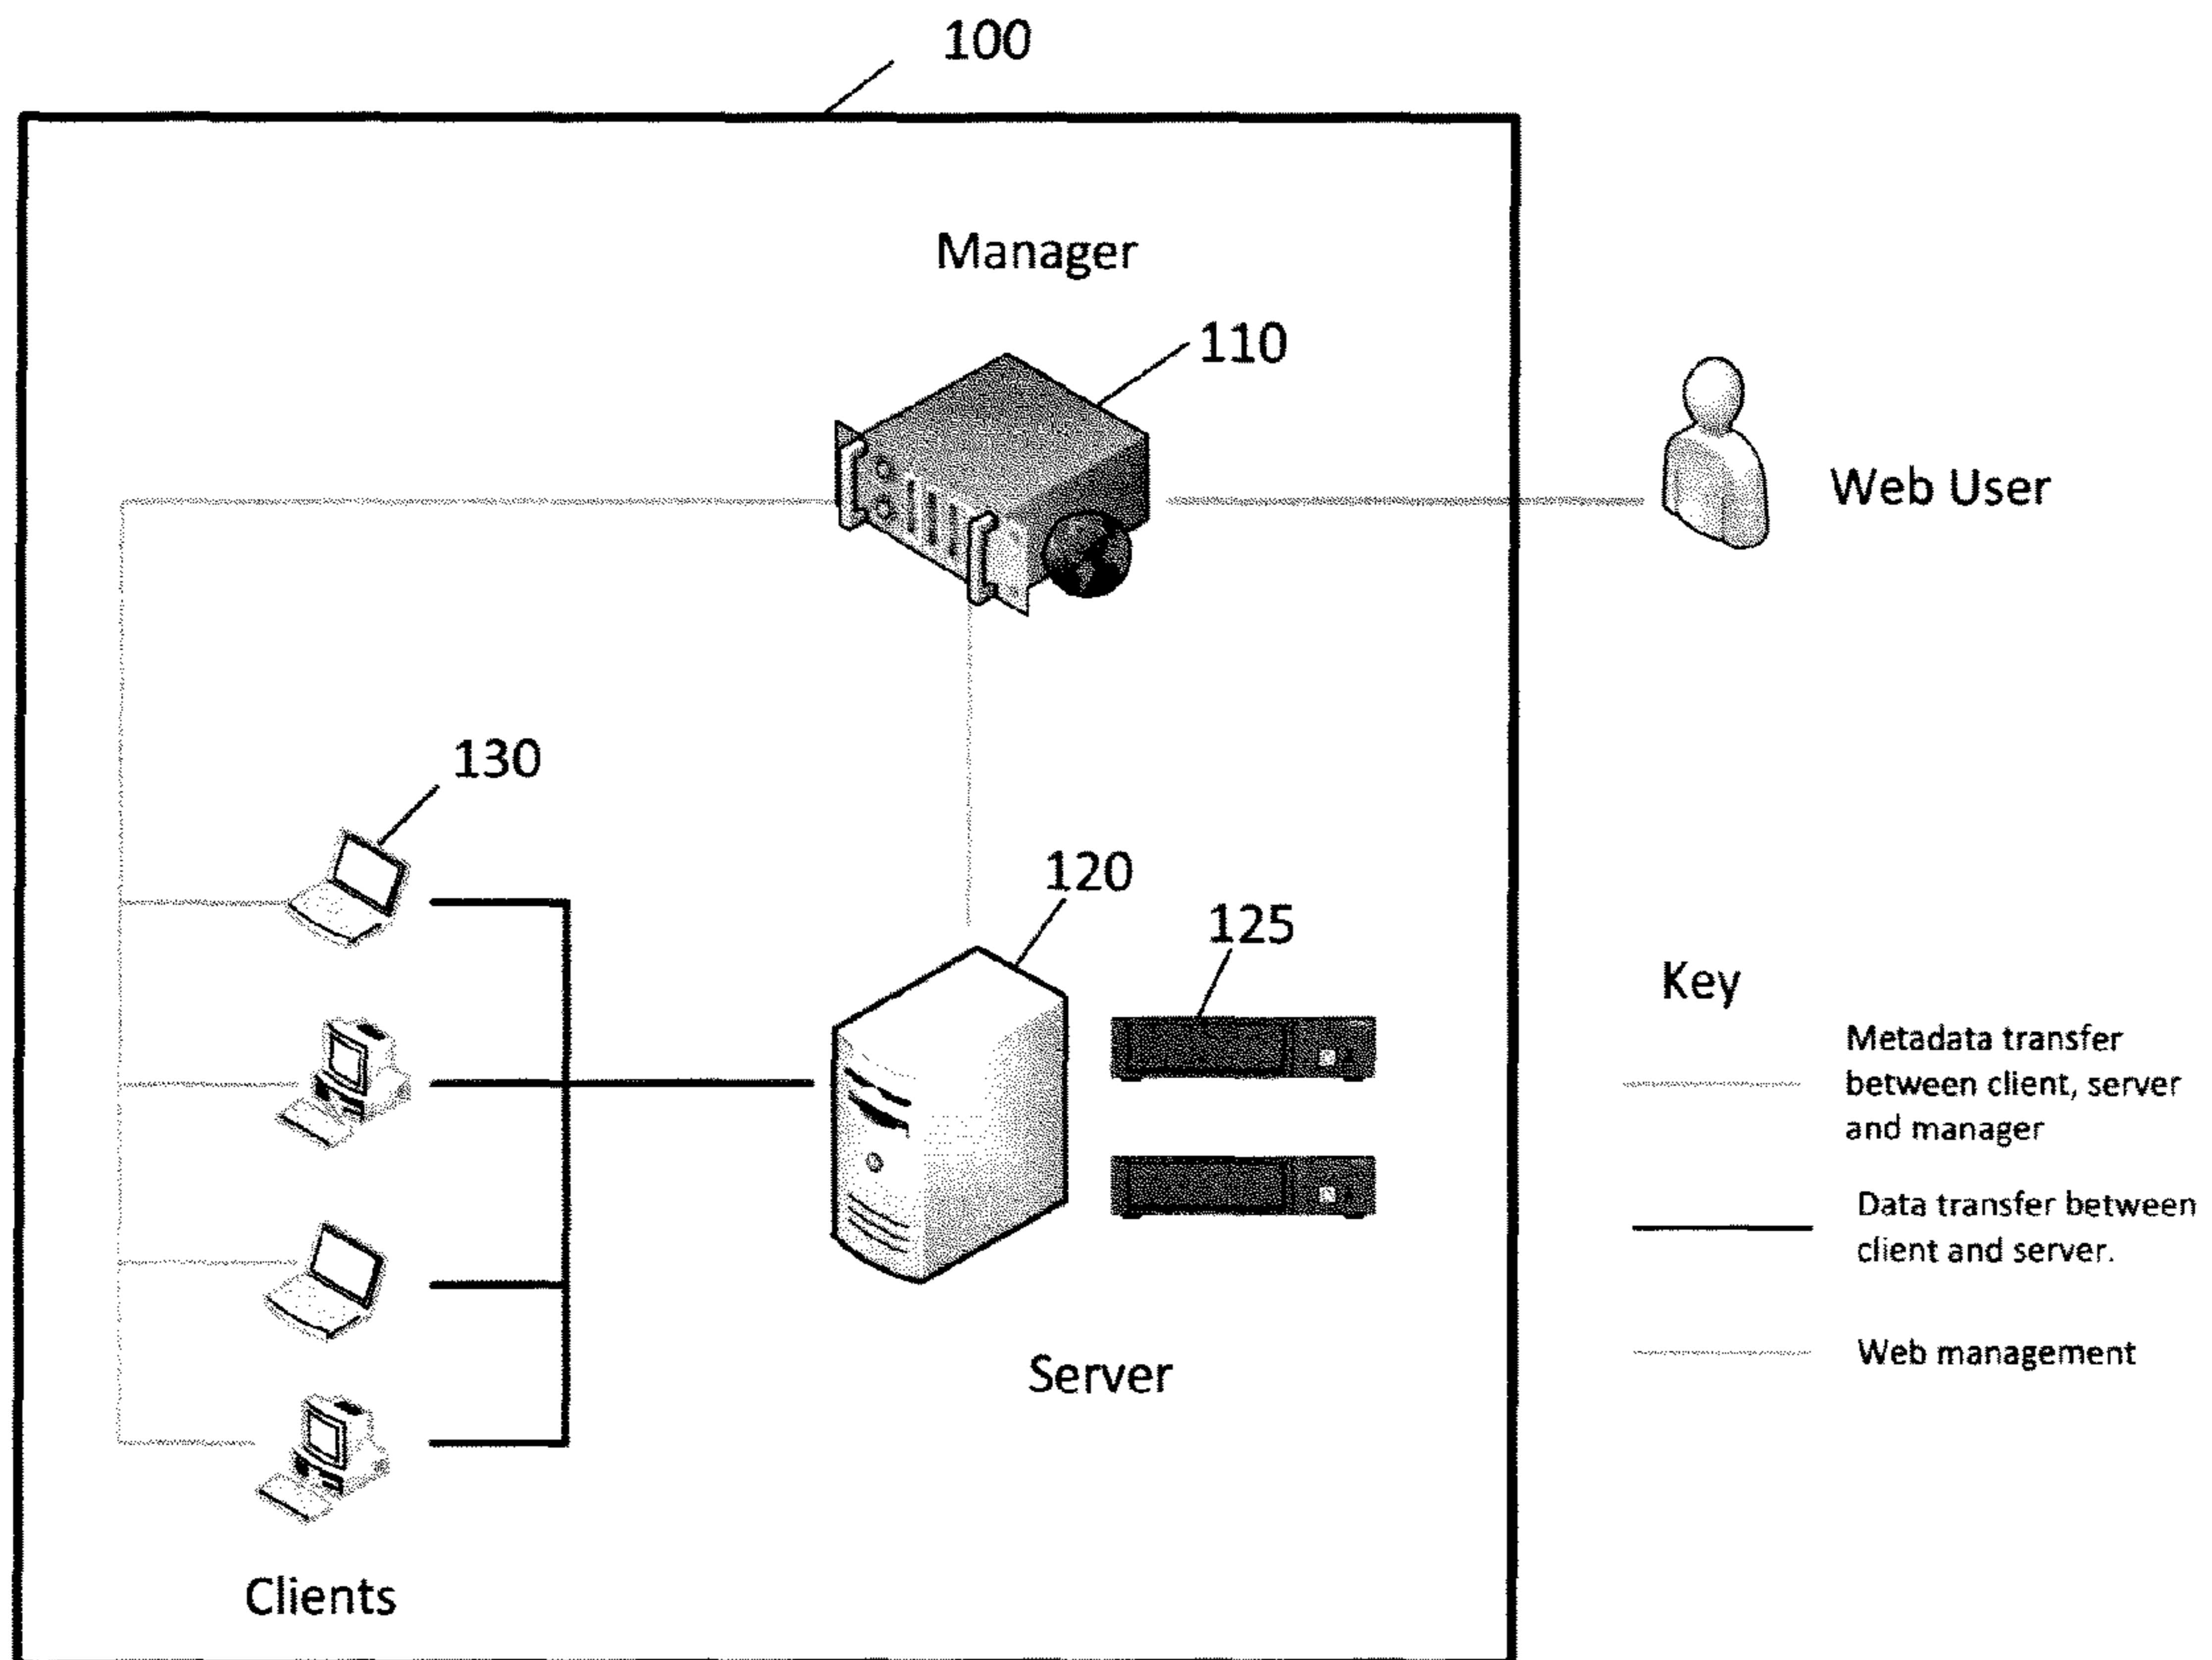 100
Manager
110
Web User
130
120
125
Key
Metadata transfer
between client, server
and manager
Data transfer between
client and server.
Server
Web management
Clients